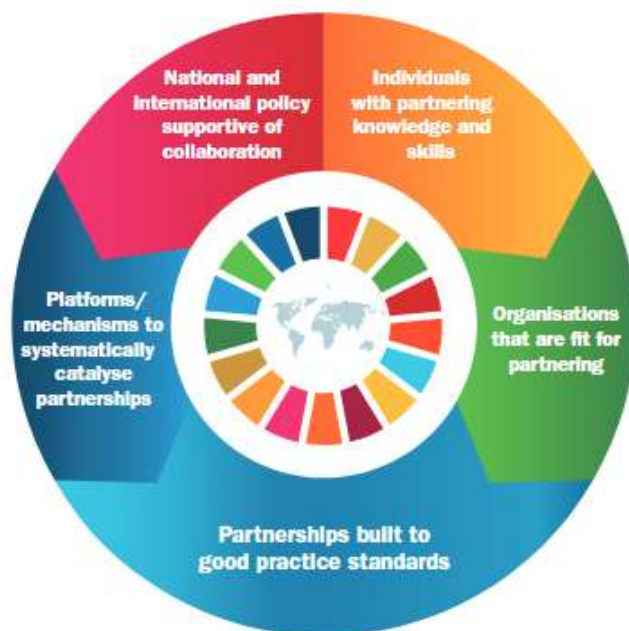 National and
international policy
supportive of
collaboration
Individuals
with partnering
knowledge and
skills
Organisations
that are fit for
partnering
Partnerships built to
good practice standards
Platforms/
mechanisms to
systematically
catalyse
partnerships